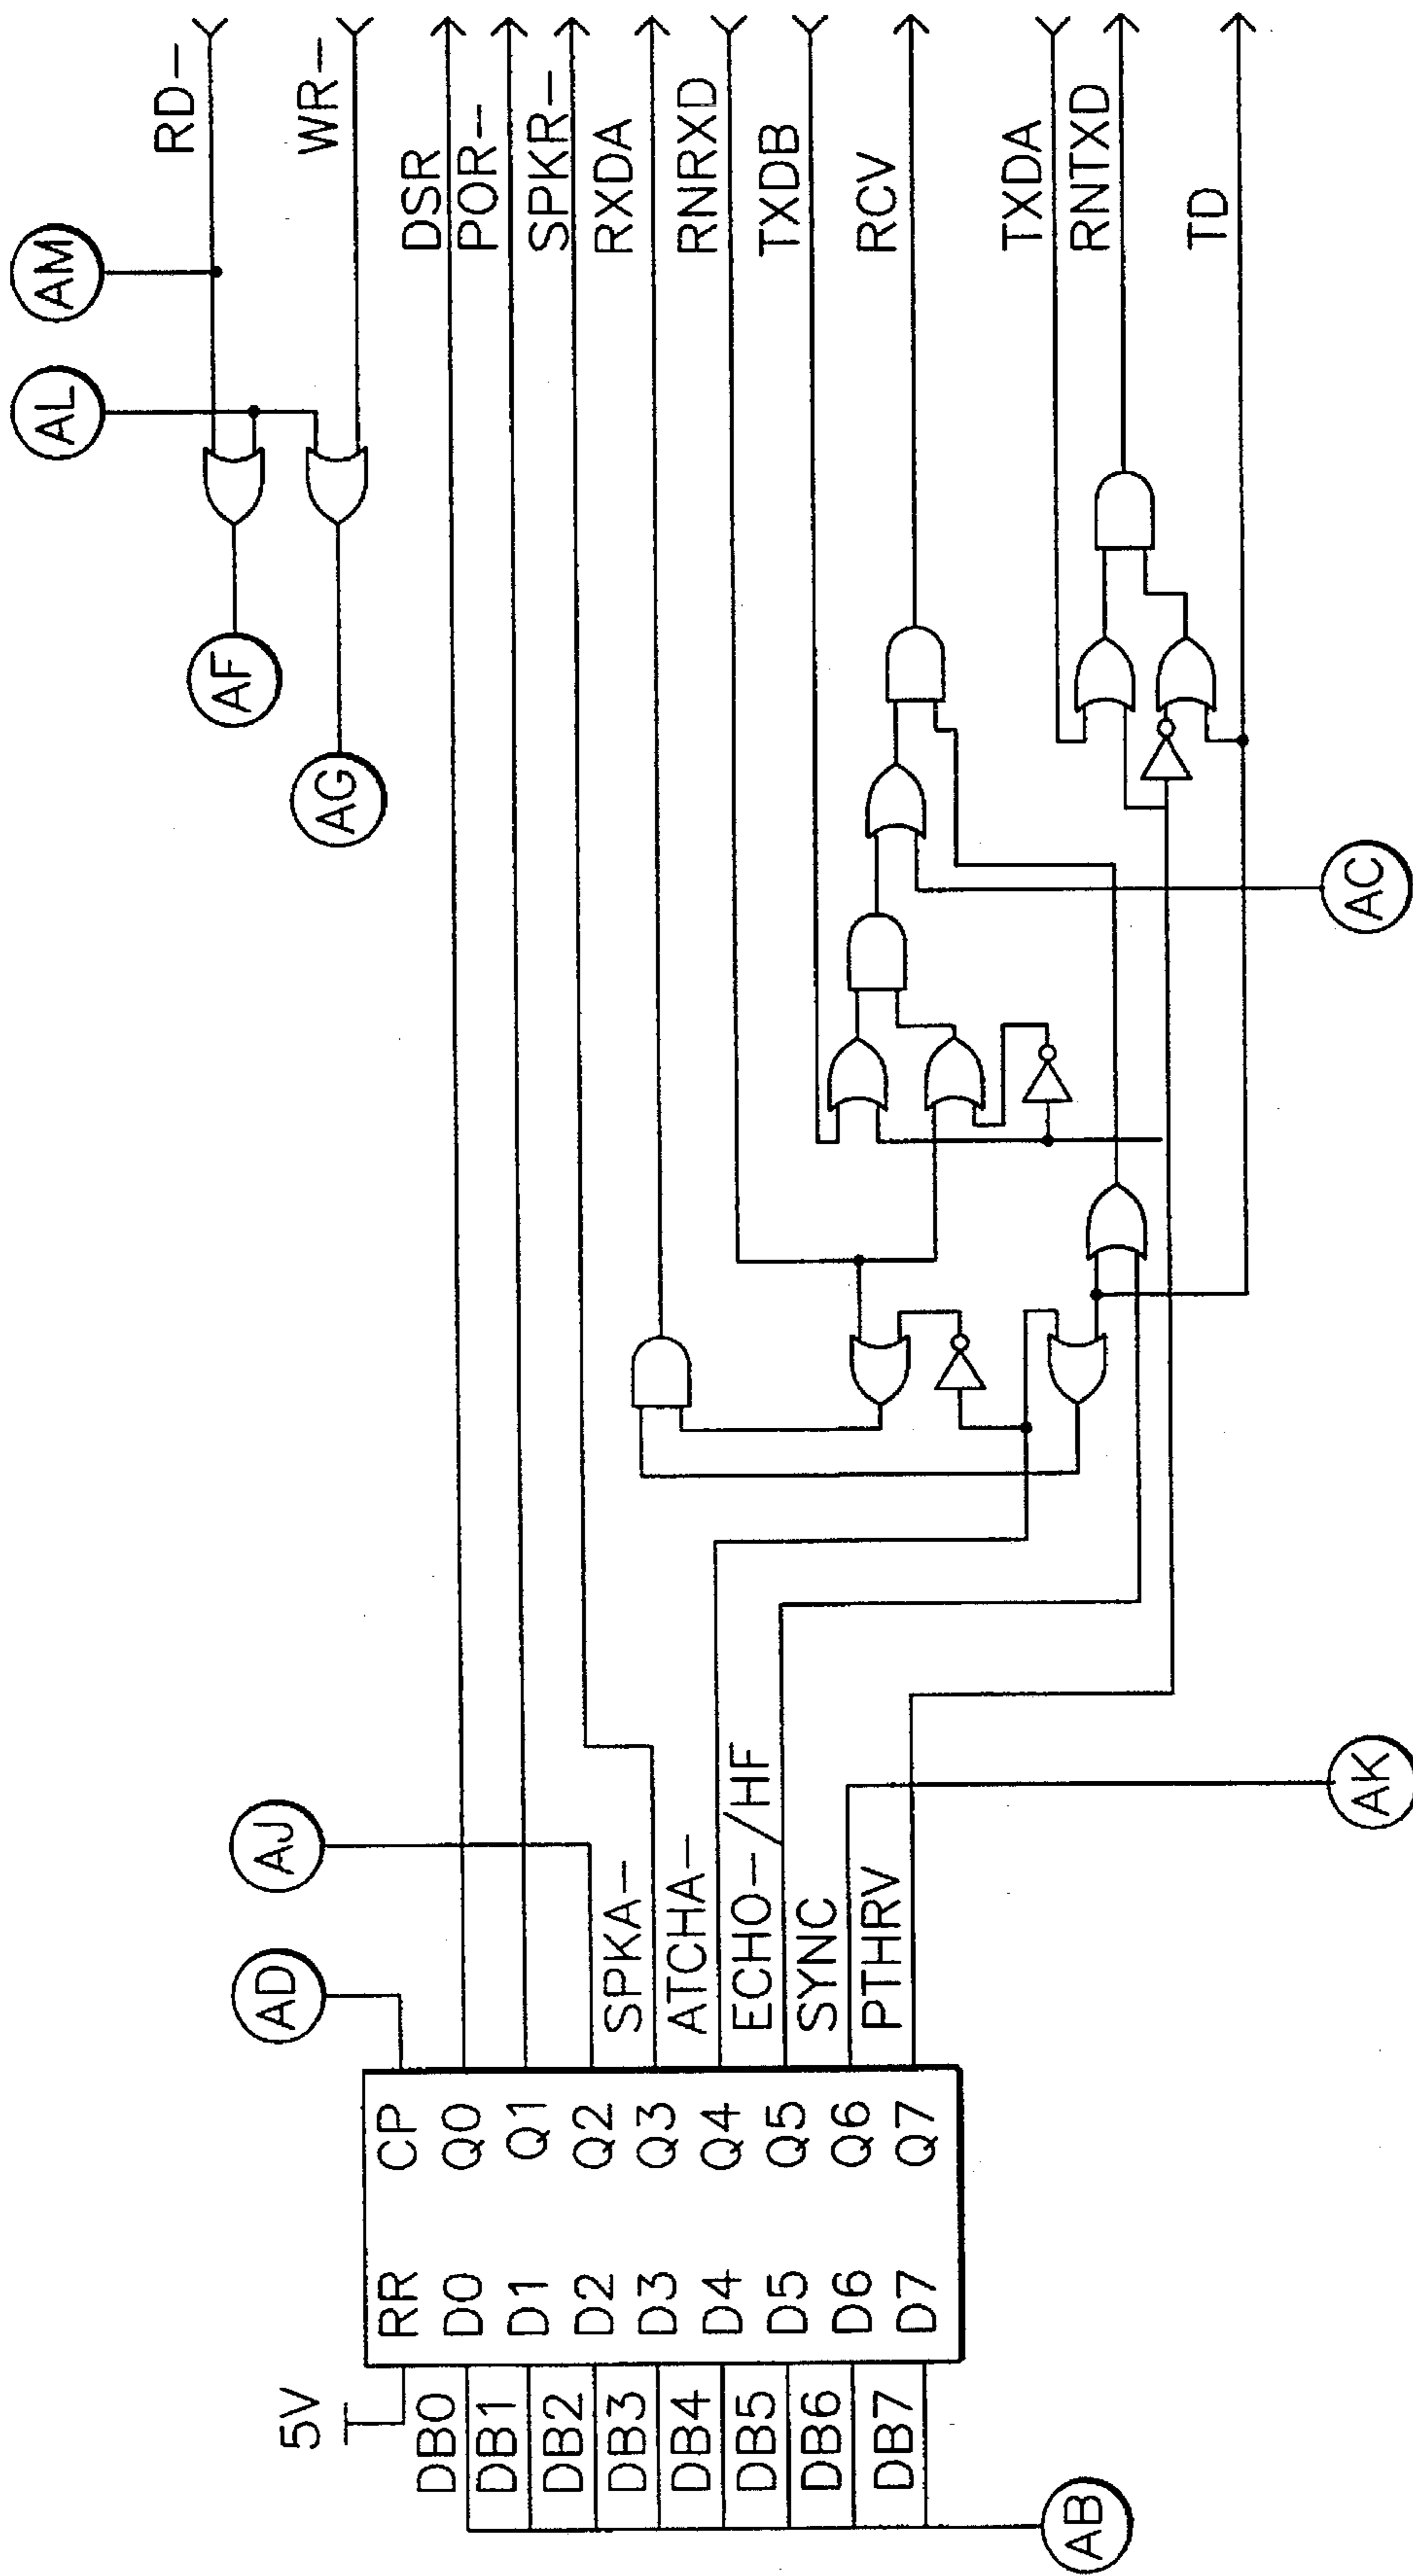 AM
AL
RD-
WR-
AF
AG
DSR
POR-
SPKR-
RXDA
RNRXD
TXDB
RCV
TXDA
RNTXD
TD
AC
AJ
AD
SPKA-
ATCHA-
ECHO-/HF
SYNC
PTHRV
AK
5V
RR CP
DB0 D0 Q0
DB1 D1 Q1
DB2 D2 Q2
DB3 D3 Q3
DB4 D4 Q4
DB5 D5 Q5
DB6 D6 Q6
DB7 D7 Q7
AB